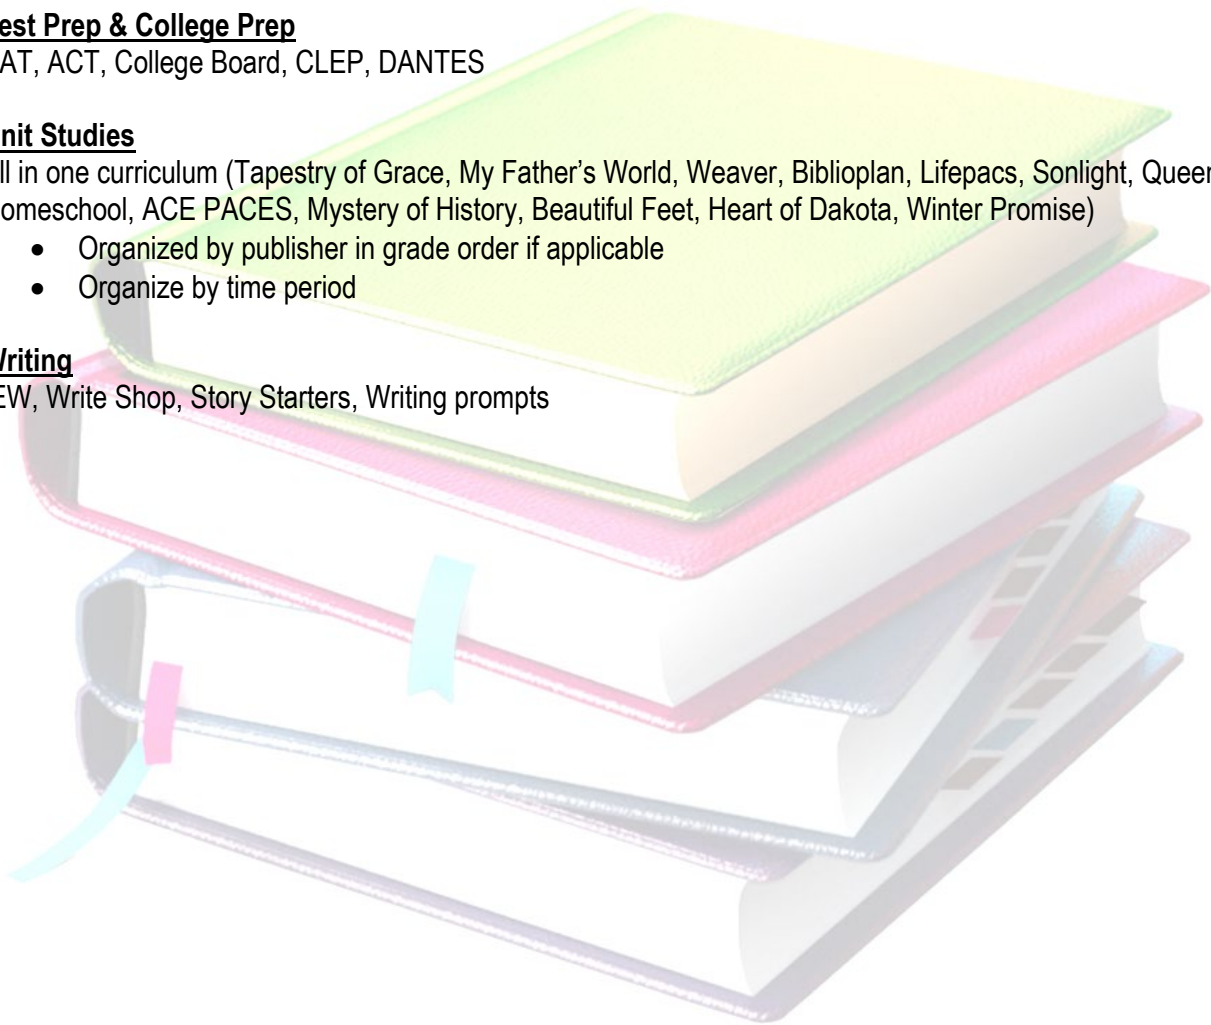 est Prep & College Prep
AT, ACT, College Board, CLEP, DANTES
nit Studies
ll in one curriculum (Tapestry of Grace, My Father's World, Weaver, Biblioplan, Lifepacs, Sonlight, Queen
omeschool, ACE PACES, Mystery of History, Beautiful Feet, Heart of Dakota, Winter Promise)
• Organized by publisher in grade order if applicable
• Organize by time period
Writing
EW, Write Shop, Story Starters, Writing prompts